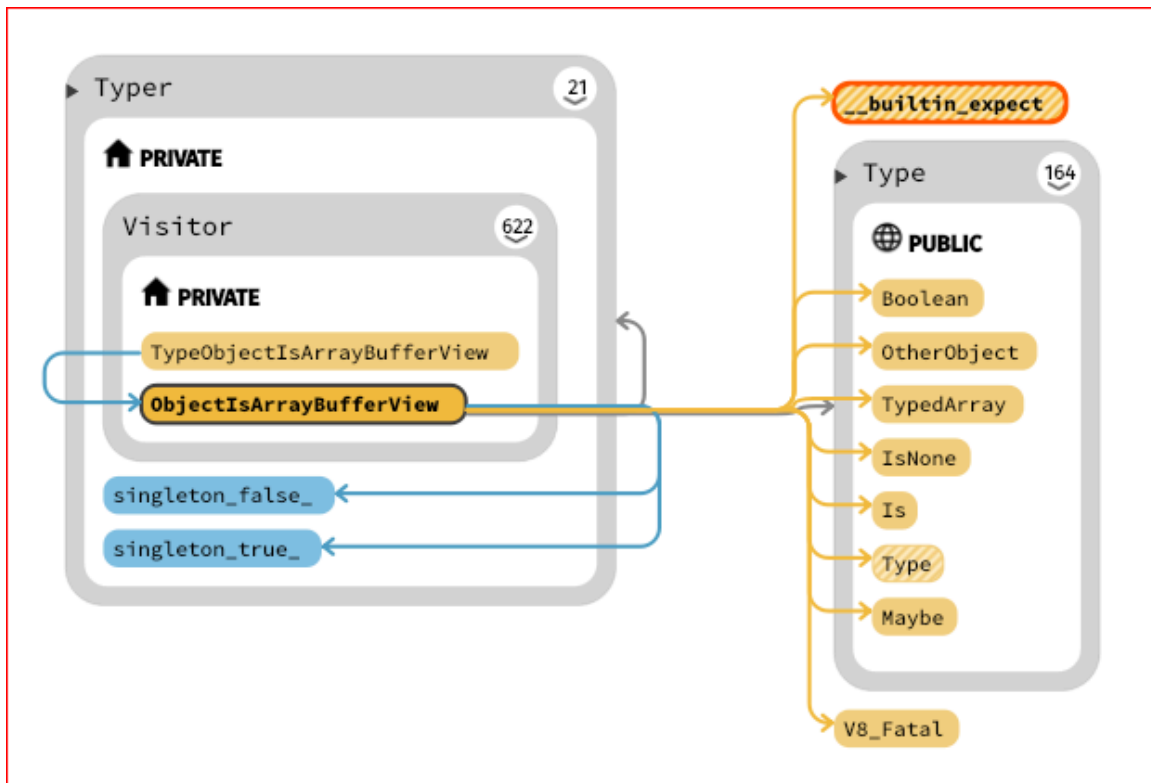 Typer
21
PRIVATE
Visitor
622
PRIVATE
TypeObjectIsArrayBufferView
ObjectIsArrayBufferView
singleton_false_
singleton_true_
__builtin_expect
Type
164
PUBLIC
Boolean
OtherObject
TypedArray
IsNone
Is
Type
Maybe
V8_Fatal